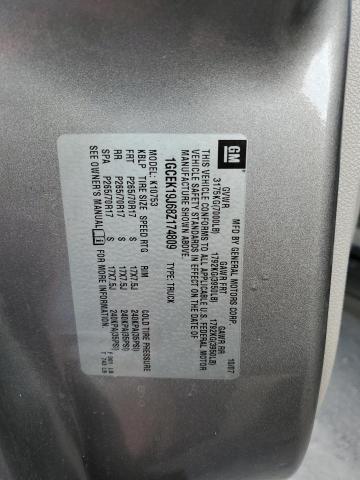 GM
MFD BY GENERAL MOTORS CORP.
10/07
GVWR
GAWR FRT
GAWR RR
3175KG(7000LB)
1792KG(3950LB)
1792KG(3950LB)
THIS VEHICLE CONFORMS TO ALL APPLICABLE U.S. FEDERAL MOTOR
VEHICLE SAFETY STANDARDS IN EFFECT ON THE DATE OF
MANUFACTURE SHOWN ABOVE.
1GCEK19J68Z174809
TYPE: TRUCK
MODEL: K10753
KBLP TIRE SIZE SPEED RTG RIM COLD TIRE PRESSURE
FRT P265/70R17 S 17X7.5J 240KPA(35PSI)
RR P265/70R17 S 17X7.5J 240KPA(35PSI)
SPA P265/70R17 S 17X7.5J 240KPA(35PSI)
SEE OWNER'S MANUAL FOR MORE INFORMATION.